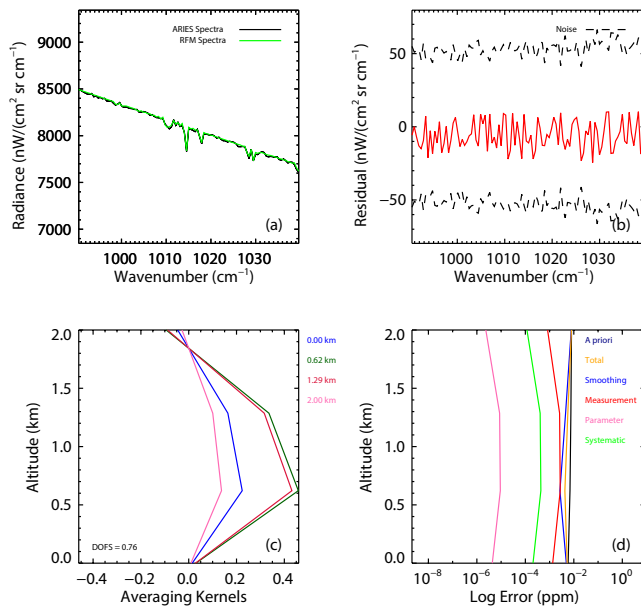 9000
8500
8000
7500
7000
Radiance (nW/(cm² sr cm⁻¹)
ARIES Spectra
RFM Spectra
(a)
1000 1010 1020 1030
Wavenumber (cm⁻¹)
50
0
−50
Residual (nW/(cm² sr cm⁻¹)
Noise
(b)
1000 1010 1020 1030
Wavenumber (cm⁻¹)
2.0
1.5
1.0
0.5
0.0
Altitude (km)
0.00 km
0.62 km
1.29 km
2.00 km
DOFS = 0.76
(c)
−0.4 −0.2 0.0 0.2 0.4
Averaging Kernels
2.0
1.5
1.0
0.5
0.0
Altitude (km)
A priori
Total
Smoothing
Measurement
Parameter
Systematic
(d)
10⁻⁸ 10⁻⁶ 10⁻⁴ 10⁻² 10⁰
Log Error (ppm)